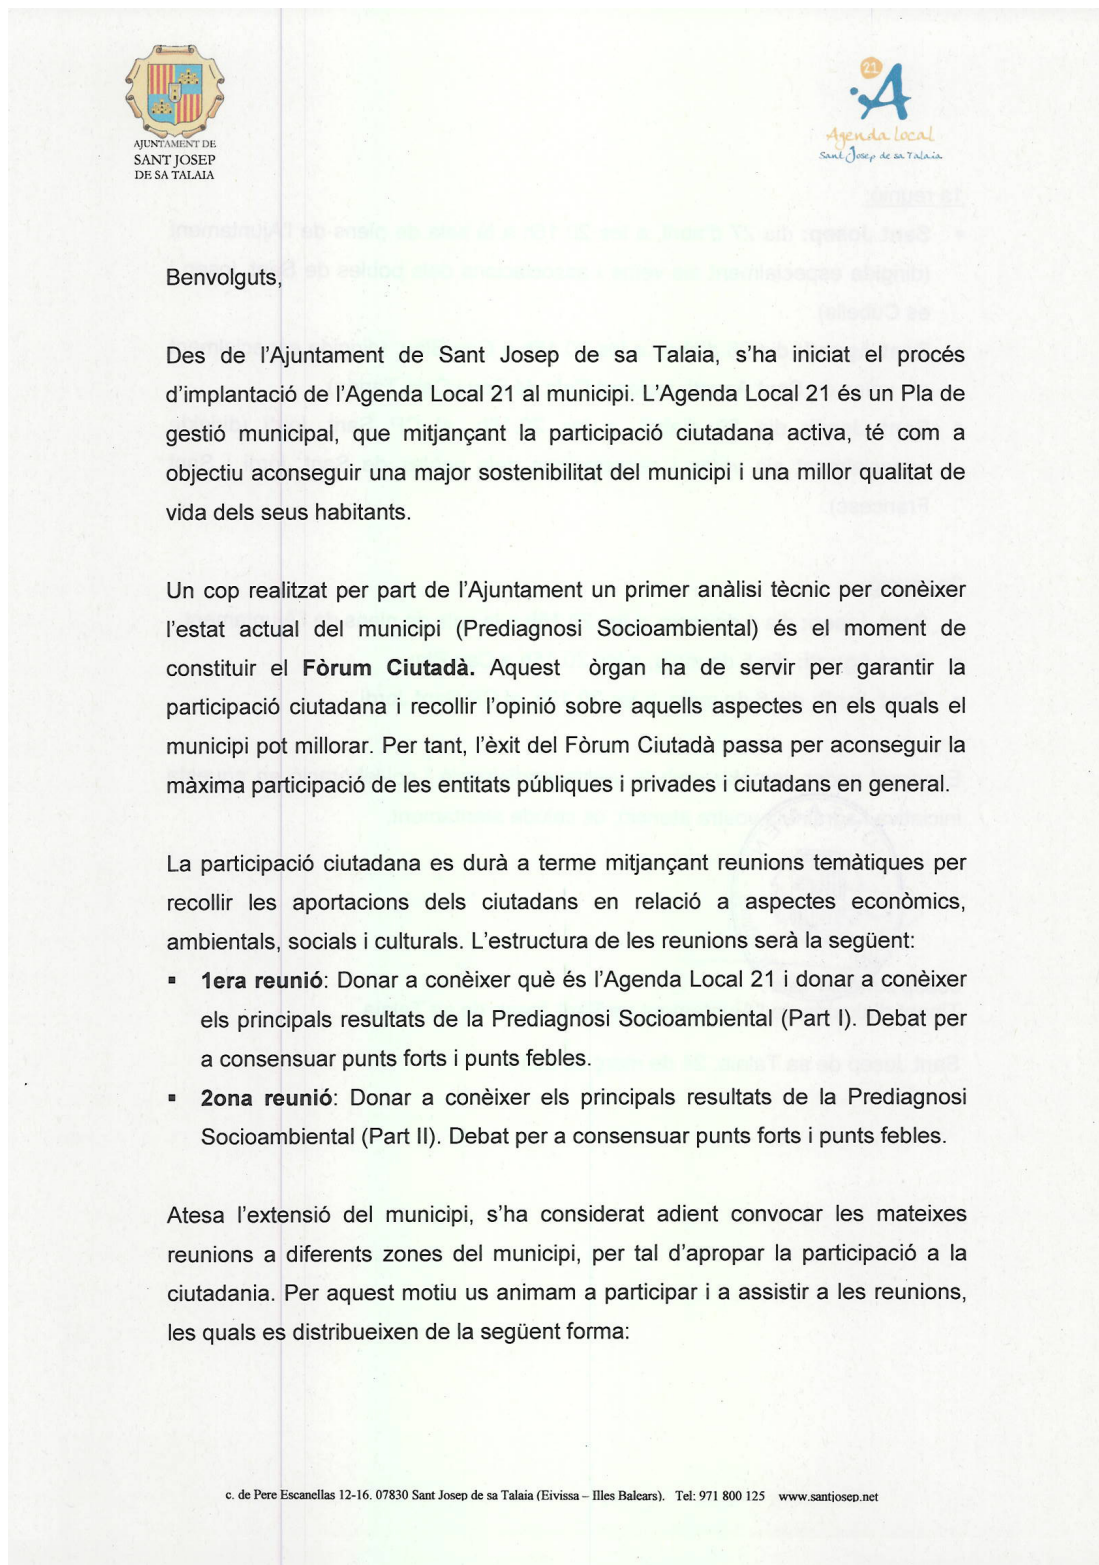 AJUNTAMENT DE
SANT JOSEP
DE SA TALAIA
21
A
Agenda Local
Sant Josep de sa Talaia
Benvolguts,
Des de l’Ajuntament de Sant Josep de sa Talaia, s’ha iniciat el procés
d’implantació de l’Agenda Local 21 al municipi. L’Agenda Local 21 és un Pla de
gestió municipal, que mitjançant la participació ciutadana activa, té com a
objectiu aconseguir una major sostenibilitat del municipi i una millor qualitat de
vida dels seus habitants.
Un cop realitzat per part de l’Ajuntament un primer anàlisi tècnic per conèixer
l’estat actual del municipi (Prediagnosi Socioambiental) és el moment de
constituir el Fòrum Ciutadà. Aquest òrgan ha de servir per garantir la
participació ciutadana i recollir l’opinió sobre aquells aspectes en els quals el
municipi pot millorar. Per tant, l’èxit del Fòrum Ciutadà passa per aconseguir la
màxima participació de les entitats públiques i privades i ciutadans en general.
La participació ciutadana es durà a terme mitjançant reunions temàtiques per
recollir les aportacions dels ciutadans en relació a aspectes econòmics,
ambientals, socials i culturals. L’estructura de les reunions serà la següent:
▪ 1era reunió: Donar a conèixer què és l’Agenda Local 21 i donar a conèixer
els principals resultats de la Prediagnosi Socioambiental (Part I). Debat per
a consensuar punts forts i punts febles.
▪ 2ona reunió: Donar a conèixer els principals resultats de la Prediagnosi
Socioambiental (Part II). Debat per a consensuar punts forts i punts febles.
Atesa l’extensió del municipi, s’ha considerat adient convocar les mateixes
reunions a diferents zones del municipi, per tal d’apropar la participació a la
ciutadania. Per aquest motiu us animam a participar i a assistir a les reunions,
les quals es distribueixen de la següent forma:
c. de Pere Escanellas 12-16. 07830 Sant Josep de sa Talaia (Eivissa – Illes Balears). Tel: 971 800 125 www.santjosep.net